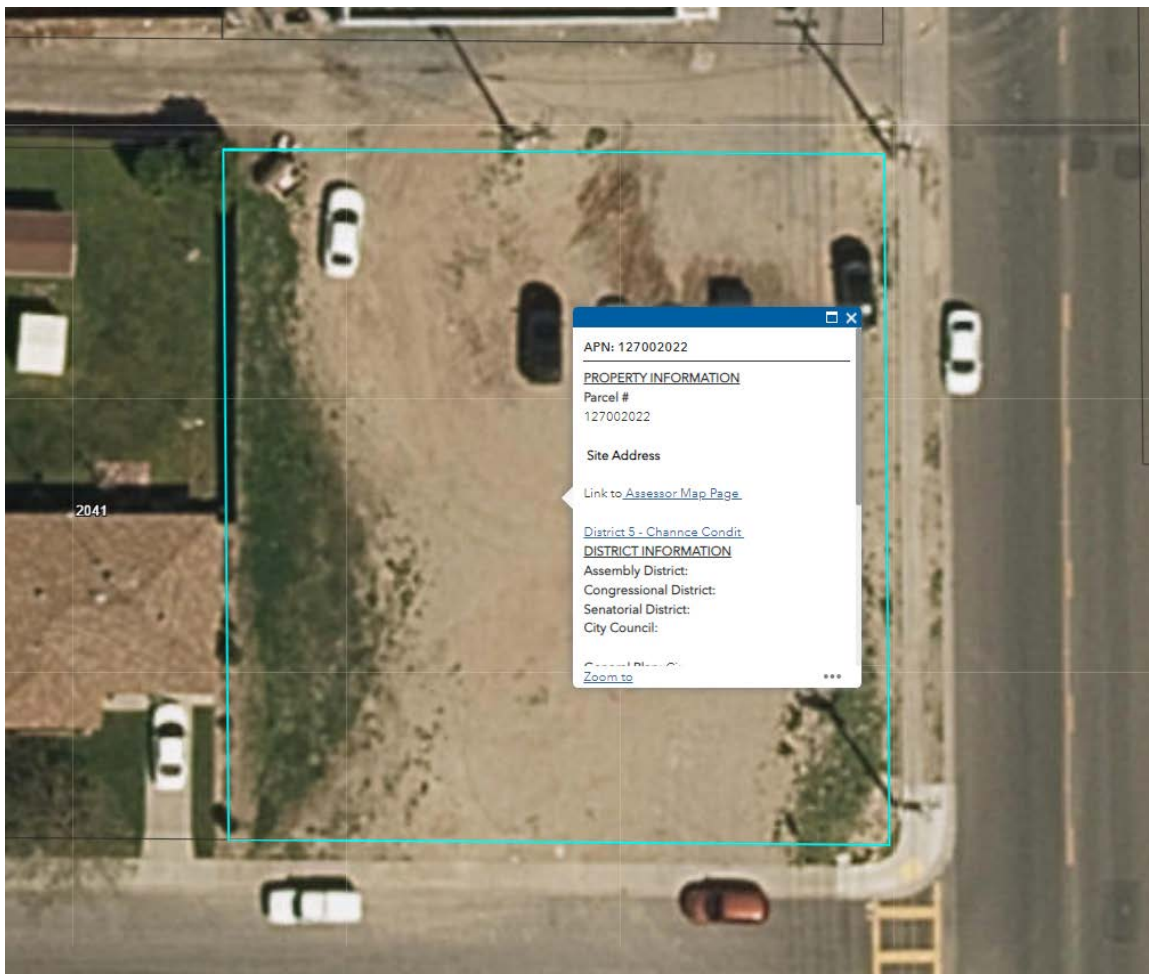 APN: 127002022
PROPERTY INFORMATION
Parcel #
127002022
Site Address
Link to Assessor Map Page
District 5 - Channce Condit
DISTRICT INFORMATION
Assembly District:
Congressional District:
Senatorial District:
City Council:
Zoom to
2041